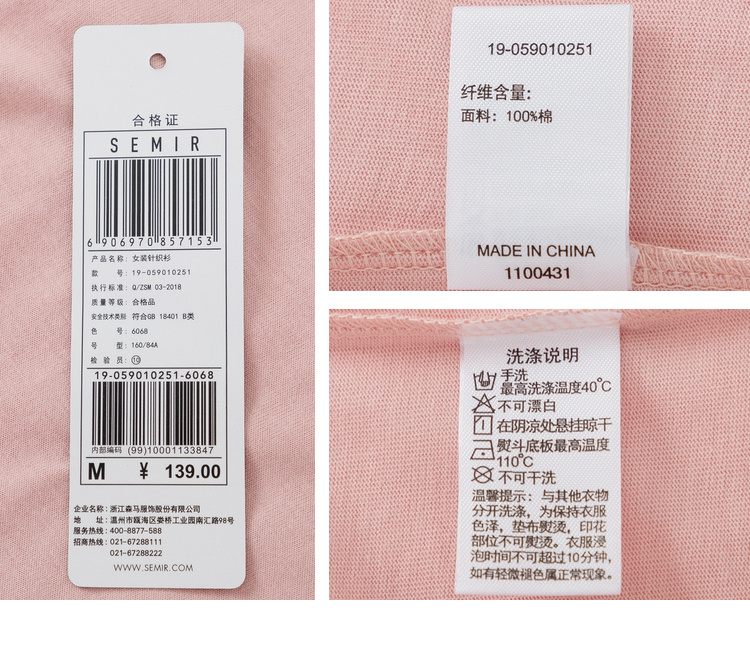 合格证
SEMIR
6 906970 857153
产品名称: 女装针织衫
款 号: 19-059010251
执行标准: Q/ZSM 03-2018
质量等级: 合格品
安全技术类别 符合GB 18401 B类
色 号: 6068
号 型: 160/84A
检 验 员: ⑩
19-059010251-6068
内部编码 (99)10001133847
M ¥ 139.00
企业名称: 浙江森马服饰股份有限公司
地 址: 温州市瓯海区娄桥工业园南汇路98号
服务热线: 400-8877-588
招商热线: 021-67288111
021-67288222
WWW.SEMIR.COM
19-059010251
纤维含量:
面料: 100%棉
MADE IN CHINA
1100431
洗涤说明
手洗
最高洗涤温度40℃
不可漂白
在阴凉处悬挂晾干
熨斗底板最高温度
110℃
不可干洗
温馨提示: 与其他衣物
分开洗涤, 为保持衣服
色泽, 垫布熨烫, 印花
部位不可熨烫。衣服浸
泡时间不可超过10分钟,
如有轻微褪色属正常现象。